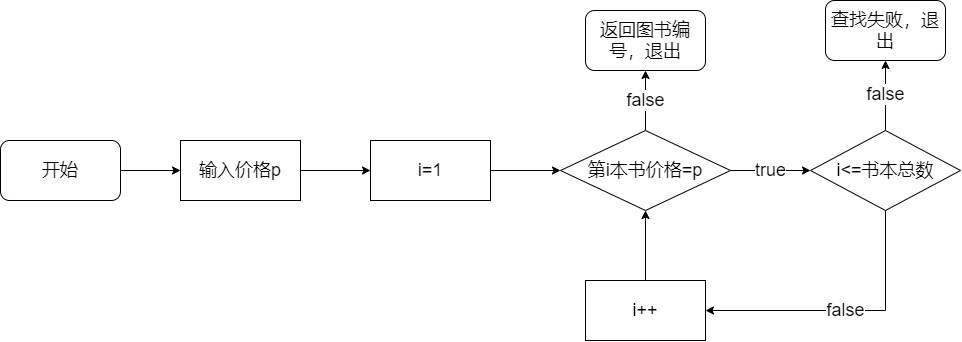 返回图书编
号，退出
查找失败，退
出
false
false
开始
输入价格p
i=1
第i本书价格=p
true
i<=书本总数
i++
false